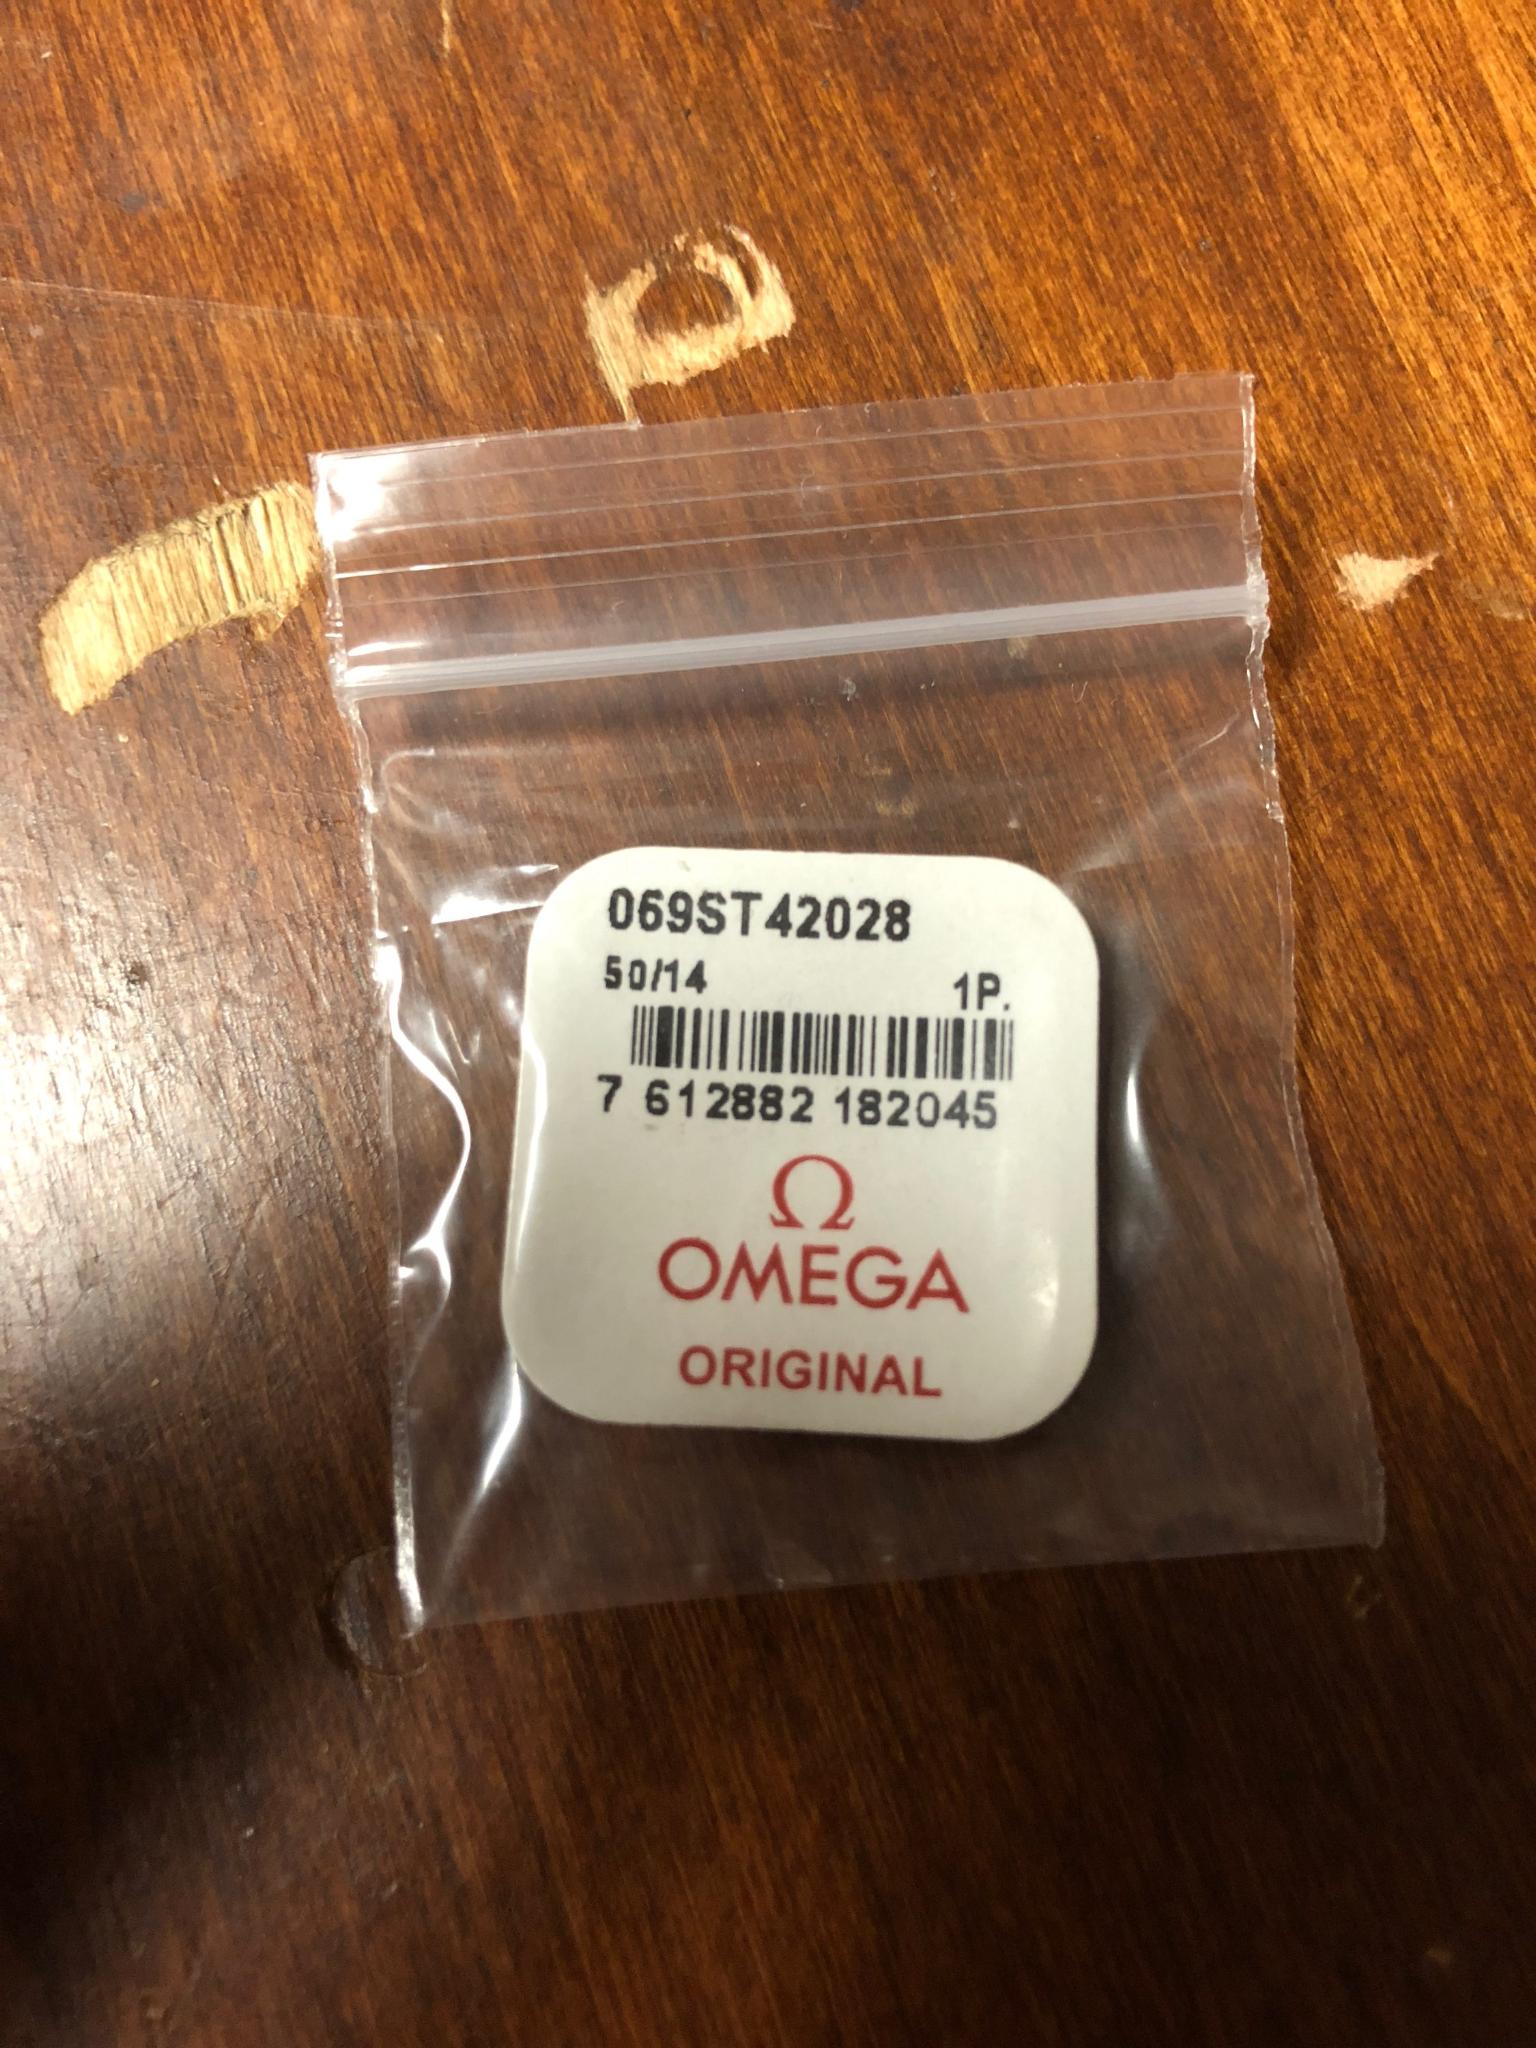 069ST42028
50/14 1P.
7 612882 182045
Ω
OMEGA
ORIGINAL